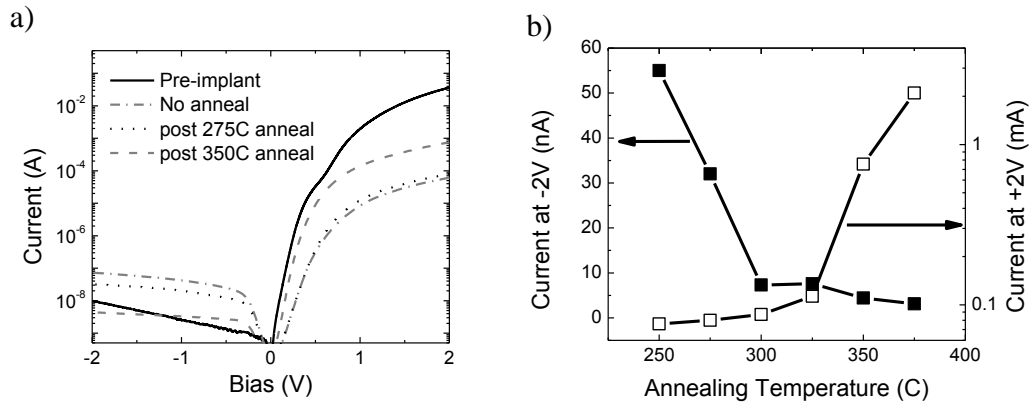 a)
Pre-implant
No anneal
post 275C anneal
post 350C anneal
10⁻²
10⁻⁴
10⁻⁶
10⁻⁸
Current (A)
-2 -1 0 1 2
Bias (V)
b)
60
50
40
30
20
10
0
Current at -2V (nA)
1
0.1
Current at +2V (mA)
250 300 350 400
Annealing Temperature (C)